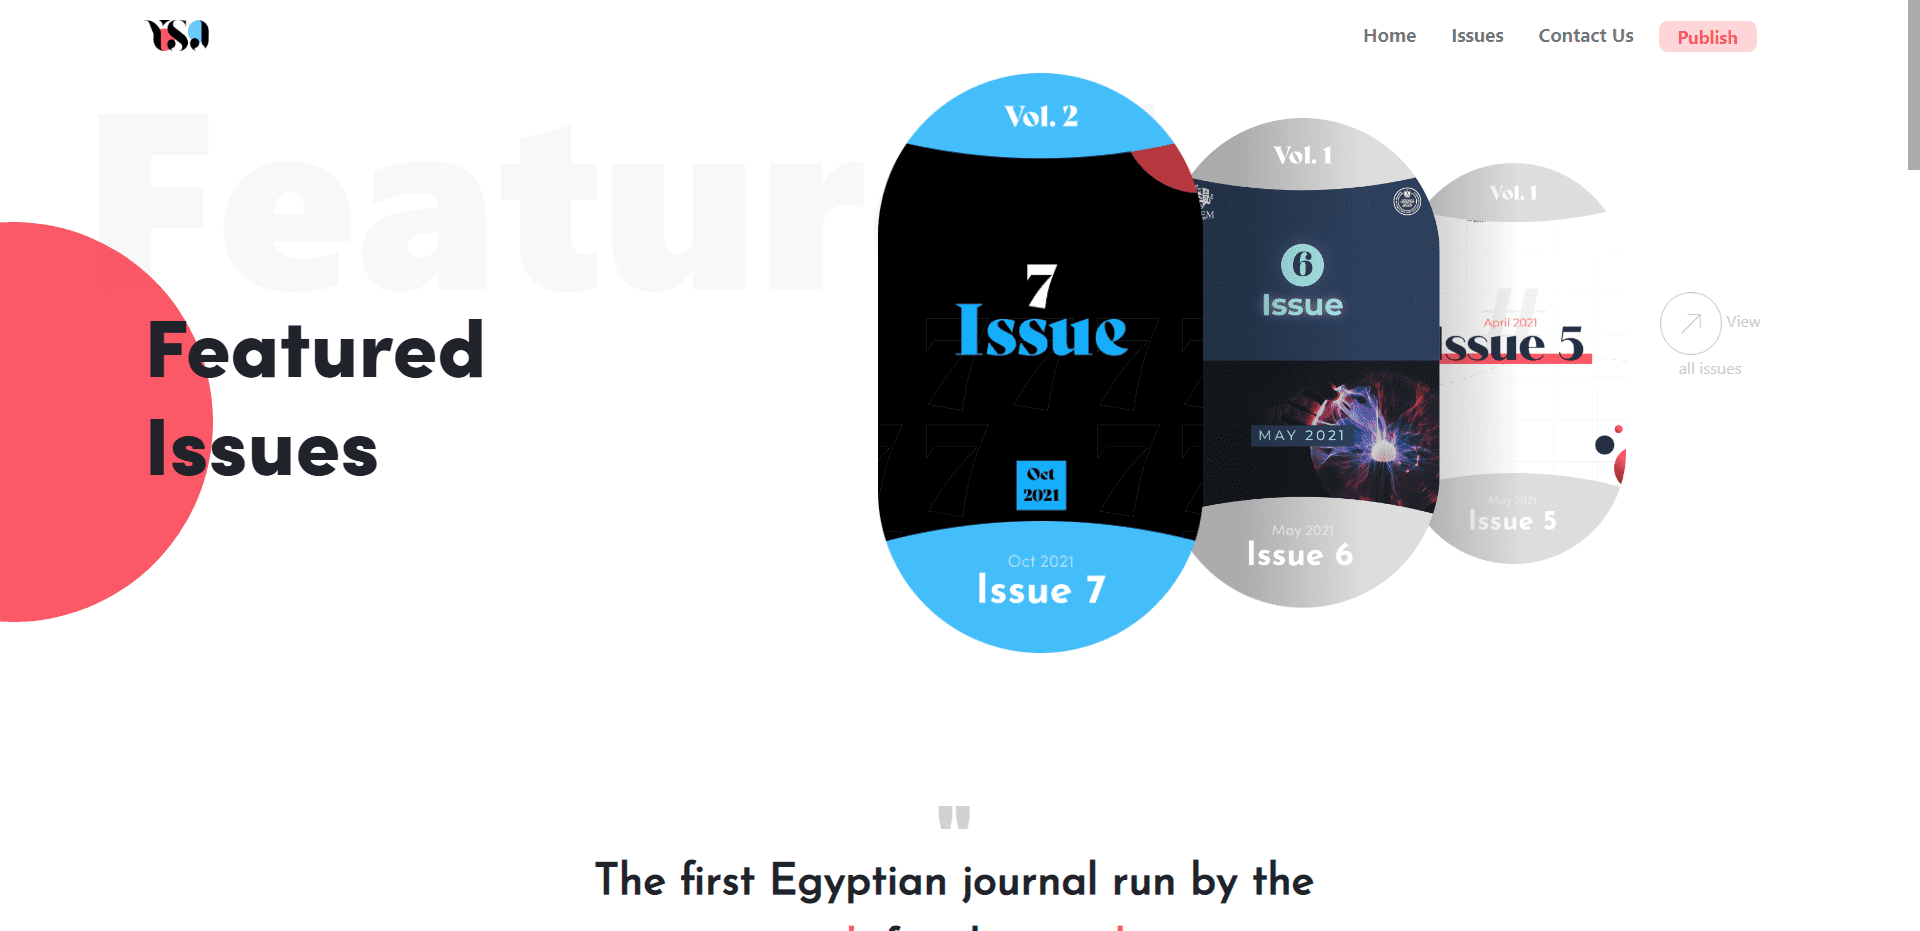 YSJ
Home
Issues
Contact Us
Publish
Featur
Featured
Issues
Vol. 2
7
Issue
Oct
2021
Oct 2021
Issue 7
Vol. 1
6
Issue
MAY 2021
May 2021
Issue 6
Vol. 1
#
April 2021
Issue 5
May 2021
Issue 5
View
all issues
"
The first Egyptian journal run by the